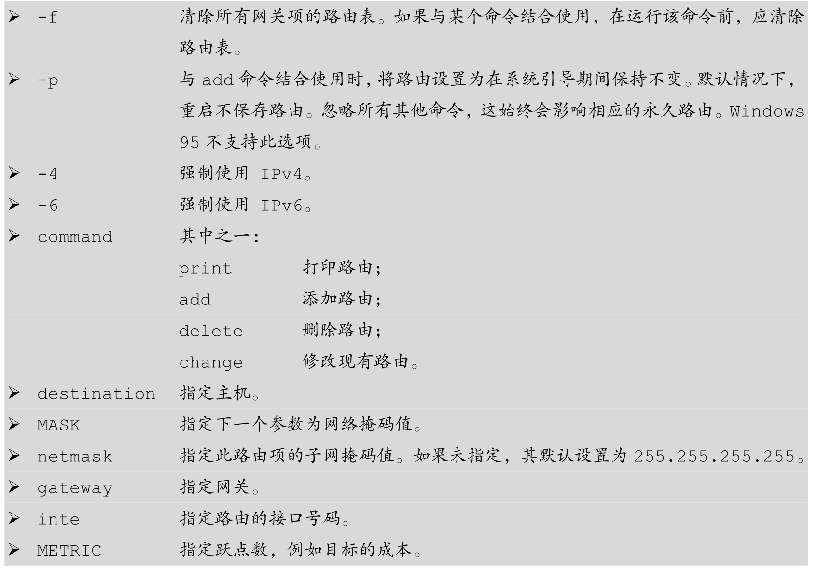 ➢ -f 清除所有网关项的路由表。如果与某个命令结合使用，在运行该命令前，应清除
路由表。
➢ -p 与 add 命令结合使用时，将路由设置为在系统引导期间保持不变。默认情况下，
重启不保存路由。忽略所有其他命令，这始终会影响相应的永久路由。Windows
95 不支持此选项。
➢ -4 强制使用 IPv4。
➢ -6 强制使用 IPv6。
➢ command 其中之一：
print 打印路由；
add 添加路由；
delete 删除路由；
change 修改现有路由。
➢ destination 指定主机。
➢ MASK 指定下一个参数为网络掩码值。
➢ netmask 指定此路由项的子网掩码值。如果未指定，其默认设置为 255.255.255.255。
➢ gateway 指定网关。
➢ inte 指定路由的接口号码。
➢ METRIC 指定跃点数，例如目标的成本。